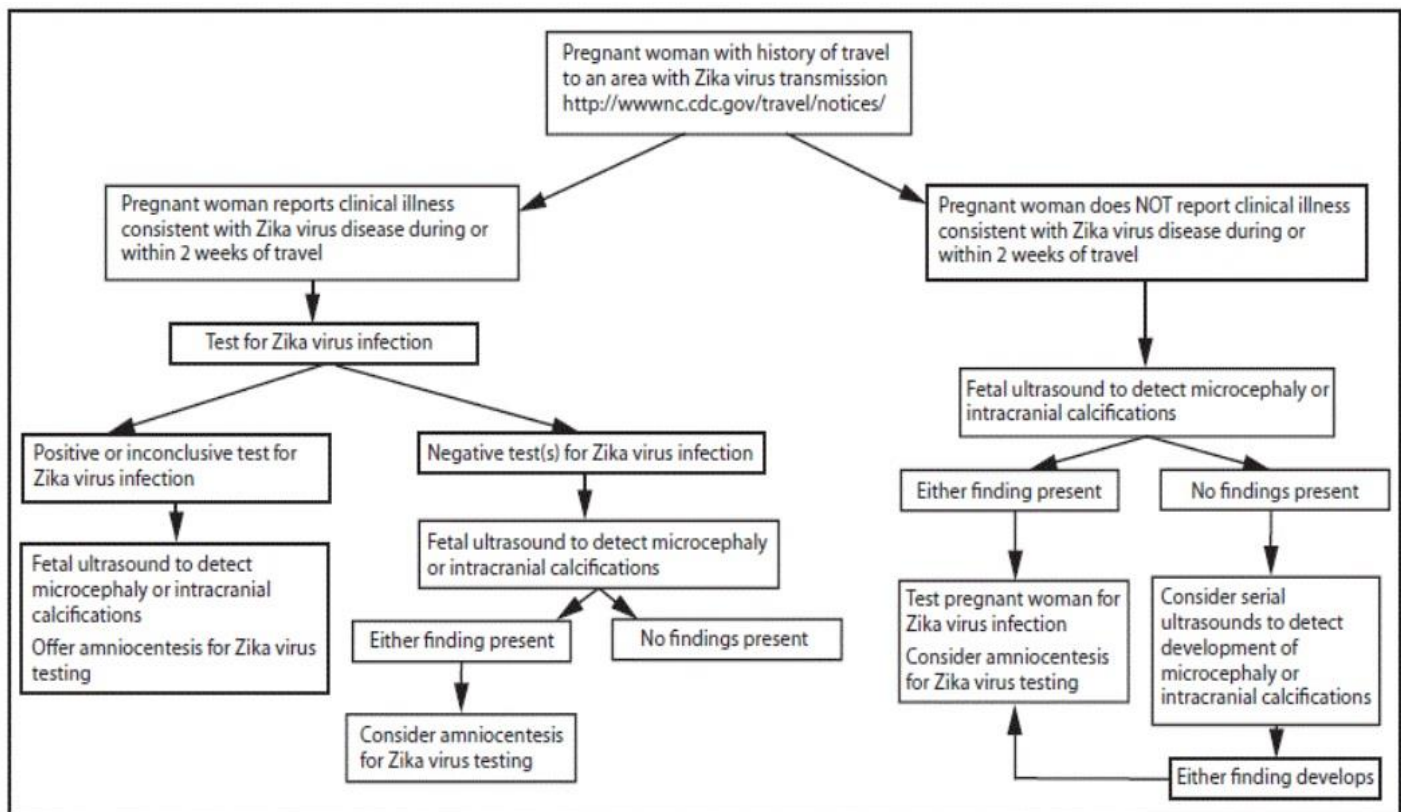 Pregnant woman with history of travel
to an area with Zika virus transmission
http://wwwnc.cdc.gov/travel/notices/
Pregnant woman reports clinical illness
consistent with Zika virus disease during or
within 2 weeks of travel
Pregnant woman does NOT report clinical illness
consistent with Zika virus disease during or
within 2 weeks of travel
Test for Zika virus infection
Fetal ultrasound to detect microcephaly or
intracranial calcifications
Positive or inconclusive test for
Zika virus infection
Negative test(s) for Zika virus infection
Either finding present
No findings present
Fetal ultrasound to detect
microcephaly or intracranial
calcifications
Offer amniocentesis for Zika virus
testing
Fetal ultrasound to detect microcephaly
or intracranial calcifications
Either finding present
No findings present
Consider amniocentesis
for Zika virus testing
Test pregnant woman for
Zika virus infection
Consider amniocentesis
for Zika virus testing
Consider serial
ultrasounds to detect
development of
microcephaly or
intracranial calcifications
Either finding develops